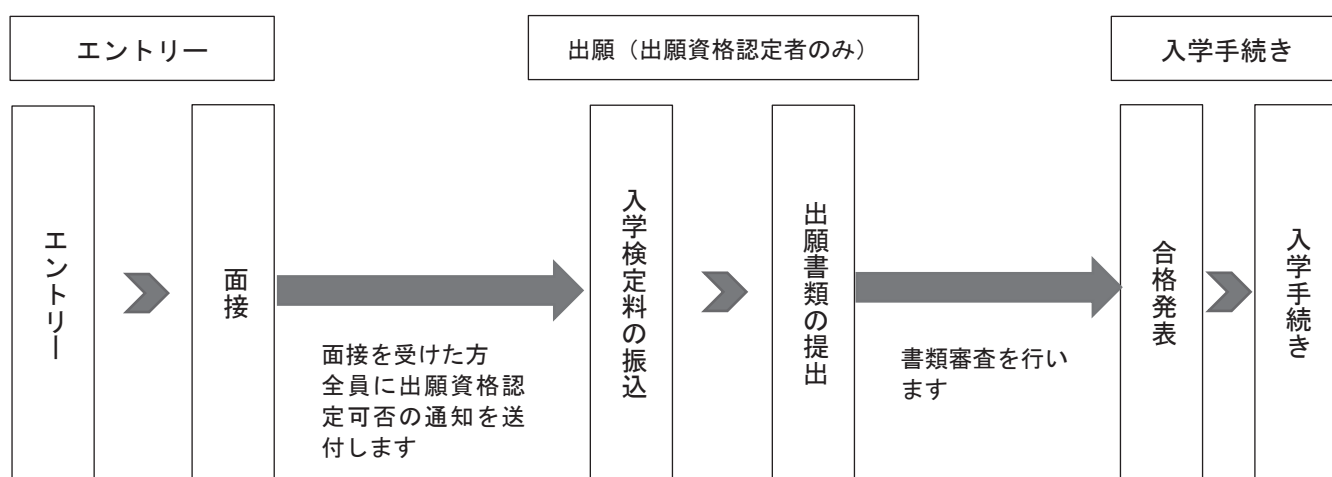 エントリー
出願（出願資格認定者のみ）
入学手続き
エントリー
面接
面接を受けた方
全員に出願資格認
定可否の通知を送
付します
入学検定料の振込
出願書類の提出
書類審査を行い
ます
合格発表
入学手続き